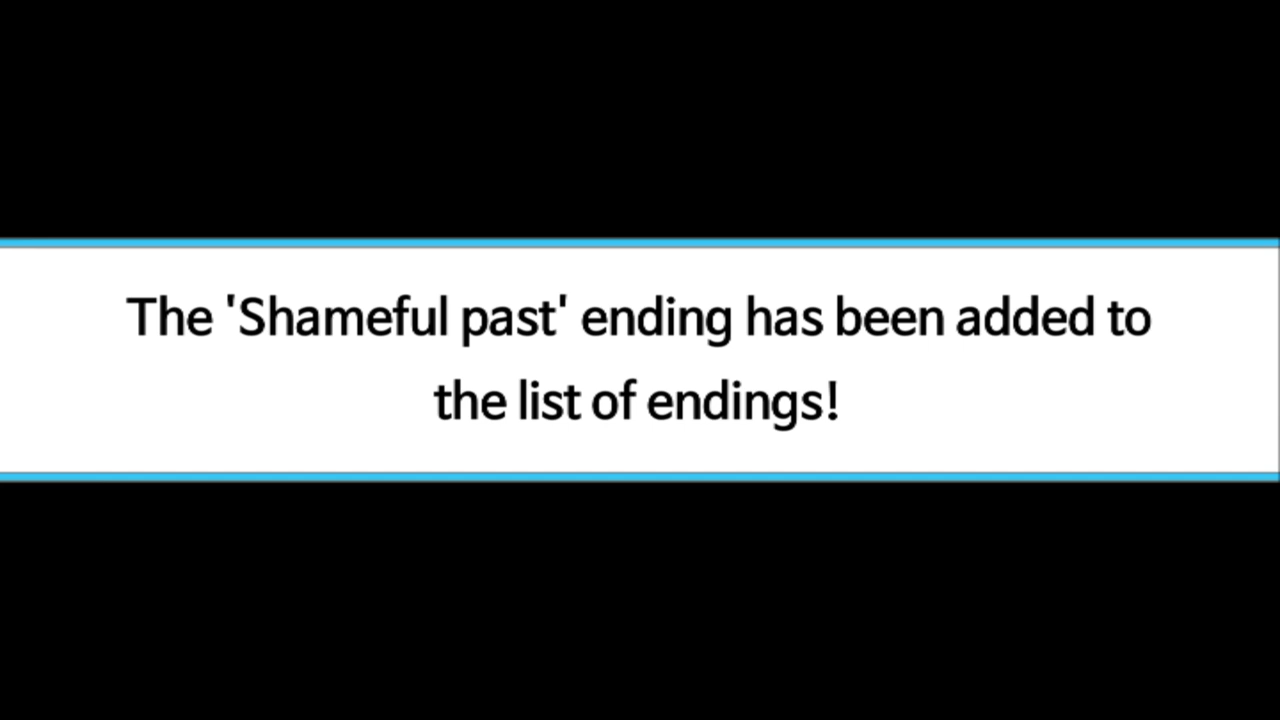 The 'Shameful past' ending has been added to
the list of endings!